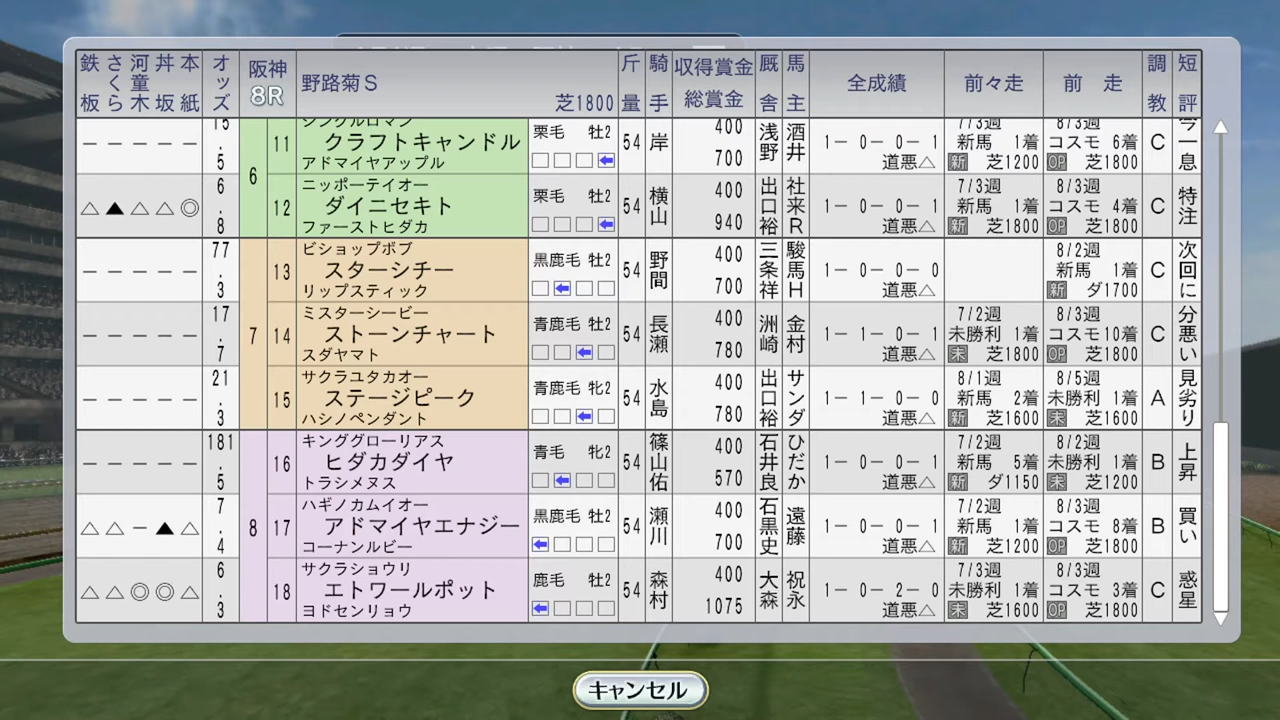 鉄板 さくら 河童木 丼坂 本紙 オッズ 阪神 8R 野路菊S 芝1800 斤量 騎手 収得賞金 総賞金 厩舎 馬主 全成績 前々走 前 走 調教 短評
－ － － － － 15.5 6 11 シングルロマン 栗毛 牡2 54 岸 400 浅野 酒井 1- 0- 0- 1 7/3週 8/3週 C 今一息
クラフトキャンドル 新馬 1着 コスモ 6着
アドマイヤアップル 700 道悪△ 新 芝1200 OP 芝1800
△ ▲ △ △ ◎ 6.8 12 ニッポーテイオー 栗毛 牡2 54 横山 400 出口裕 社来R 1- 0- 0- 1 7/3週 8/3週 C 特注
ダイニセキト 新馬 1着 コスモ 4着
ファーストヒダカ 940 道悪△ 新 芝1800 OP 芝1800
－ － － － － 77.3 7 13 ビショップボブ 黒鹿毛 牡2 54 野間 400 三条祥 駿馬H 1- 0- 0- 0 8/2週 C 次回に
スターシチー 新馬 1着
リップスティック 700 道悪△ 新 ダ1700
－ － － － － 17.7 14 ミスターシービー 青鹿毛 牡2 54 長瀬 400 洲崎 金村 1- 1- 0- 1 7/2週 8/3週 C 分悪い
ストーンチャート 未勝利 1着 コスモ10着
スダヤマト 780 道悪△ 未 芝1800 OP 芝1800
－ － － － － 21.3 15 サクラユタカオー 青鹿毛 牝2 54 水島 400 出口裕 サンダ 1- 1- 0- 0 8/1週 8/5週 A 見劣り
ステージピーク 新馬 2着 未勝利 1着
ハシノペンダント 780 道悪△ 新 芝1600 未 芝1600
－ － － － － 181.5 8 16 キンググローリアス 青毛 牝2 54 篠山佑 400 石井良 ひだか 1- 0- 0- 1 7/2週 8/2週 B 上昇
ヒダカダイヤ 新馬 5着 未勝利 1着
トラシメヌス 570 道悪△ 新 ダ1150 未 芝1200
△ △ － ▲ △ 7.4 17 ハギノカムイオー 黒鹿毛 牡2 54 瀬川 400 石黒史 遠藤 1- 0- 0- 1 7/2週 8/3週 B 買い
アドマイヤエナジー 新馬 1着 コスモ 8着
コーナンルビー 700 道悪△ 新 芝1200 OP 芝1800
△ △ ◎ ◎ △ 6.3 18 サクラショウリ 鹿毛 牡2 54 森村 400 大森 祝永 1- 0- 2- 0 7/3週 8/3週 C 惑星
エトワールポット 未勝利 1着 コスモ 3着
ヨドセンリョウ 1075 道悪△ 未 芝1600 OP 芝1800
キャンセル